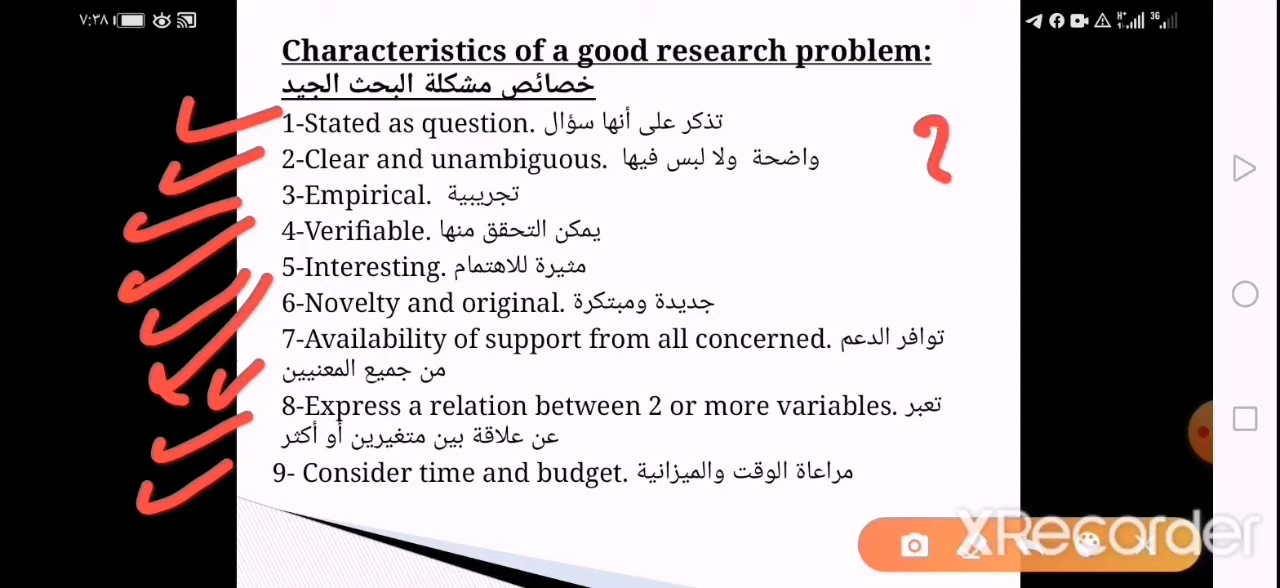 ٧:٣٨
H+
3G
Characteristics of a good research problem:
خصائص مشكلة البحث الجيد
1-Stated as question. تذكر على أنها سؤال
2-Clear and unambiguous. واضحة ولا لبس فيها
3-Empirical. تجريبية
4-Verifiable. يمكن التحقق منها
5-Interesting. مثيرة للاهتمام
6-Novelty and original. جديدة ومبتكرة
7-Availability of support from all concerned. توافر الدعم
من جميع المعنيين
8-Express a relation between 2 or more variables. تعبر
عن علاقة بين متغيرين أو أكثر
9- Consider time and budget. مراعاة الوقت والميزانية
XRecorder